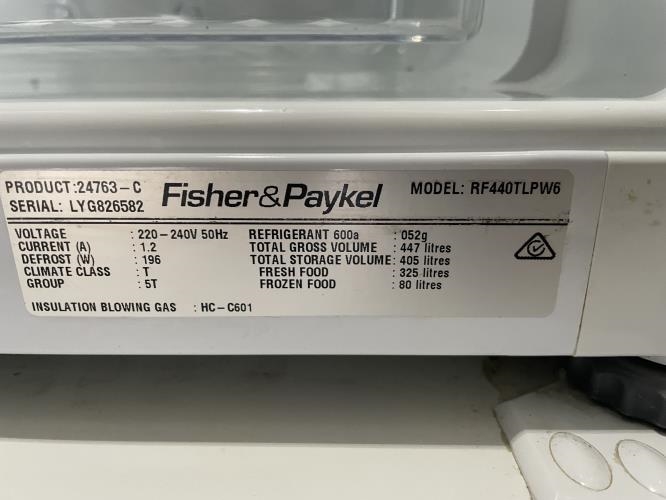 PRODUCT:24763-C Fisher&Paykel MODEL: RF440TLPW6
SERIAL: LYG826582
VOLTAGE : 220-240V 50Hz REFRIGERANT 600a : 052g
CURRENT (A) : 1.2 TOTAL GROSS VOLUME : 447 litres
DEFROST (W) : 196 TOTAL STORAGE VOLUME: 405 litres
CLIMATE CLASS : T FRESH FOOD : 325 litres
GROUP : 5T FROZEN FOOD : 80 litres
INSULATION BLOWING GAS : HC-C601